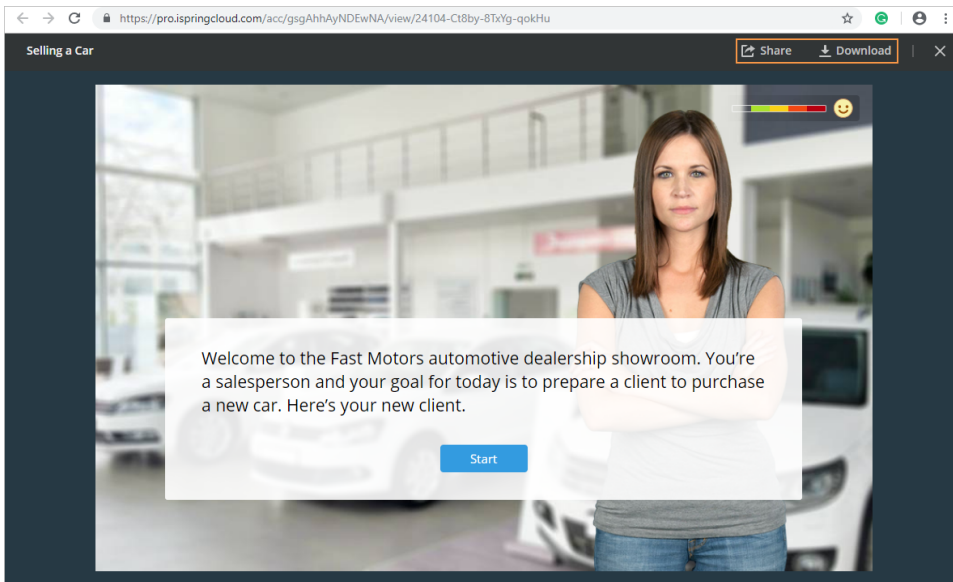 https://pro.ispringcloud.com/acc/gsgAhhAyNDEwNA/view/24104-Ct8by-8TxYg-qokHu
Selling a Car
Share
Download
Welcome to the Fast Motors automotive dealership showroom. You’re
a salesperson and your goal for today is to prepare a client to purchase
a new car. Here’s your new client.
Start